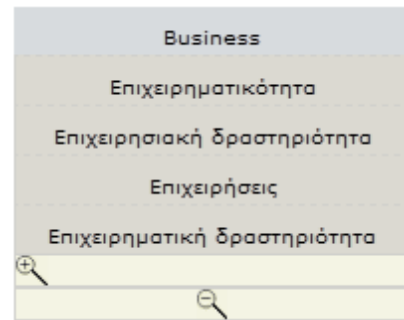 Business
Επιχειρηματικότητα
Επιχειρησιακή δραστηριότητα
Επιχειρήσεις
Επιχειρηματική δραστηριότητα